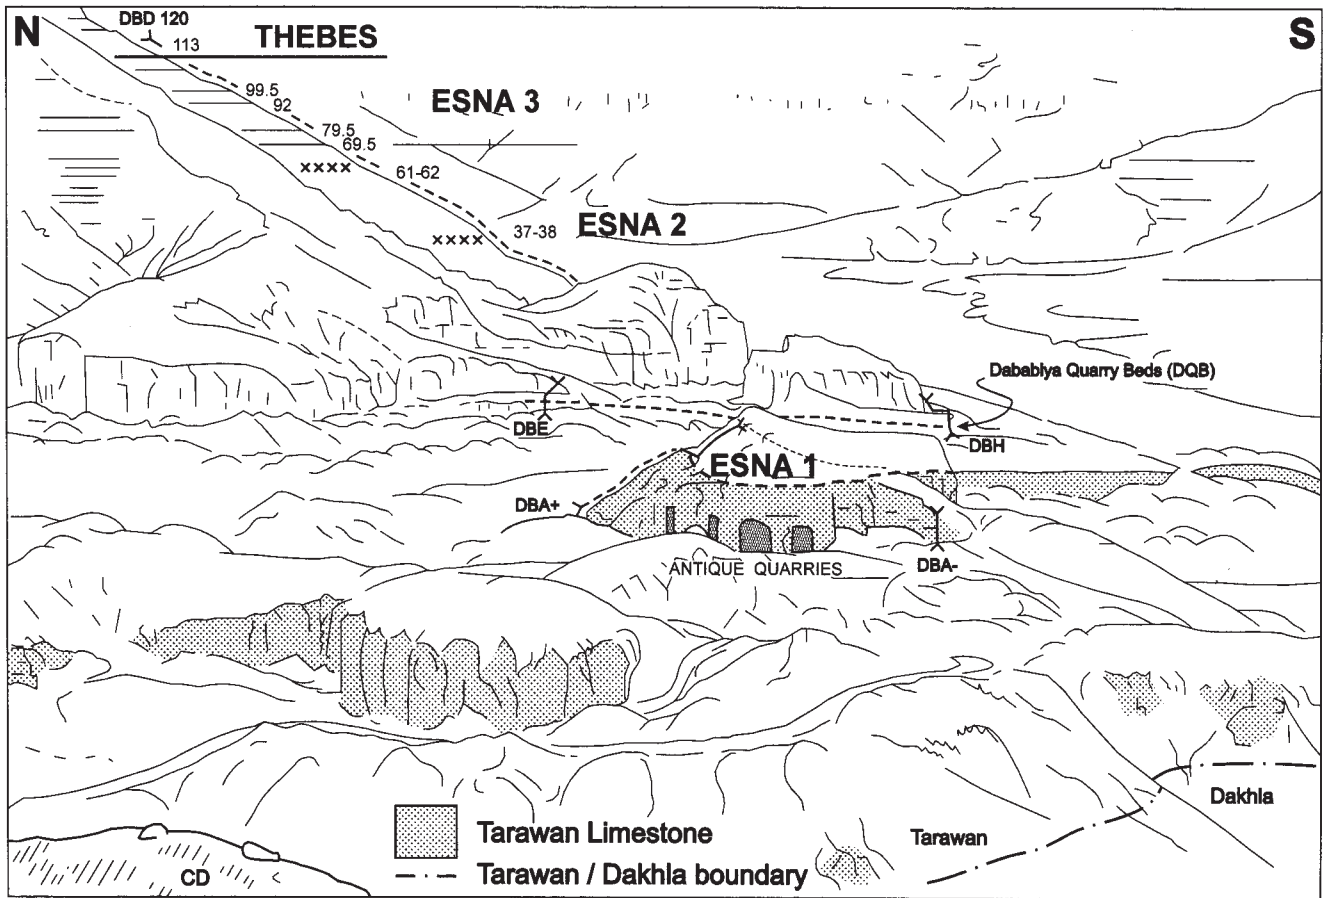 N
DBD 120
S
113
THEBES
99.5
92
ESNA 3
79.5
69.5
xxxx
61-62
37-38
ESNA 2
xxxx
Dababiya Quarry Beds (DQB)
DBE
DBH
ESNA 1
DBA+
ANTIQUE QUARRIES
DBA-
Dakhla
Tarawan Limestone
Tarawan
Tarawan / Dakhla boundary
CD